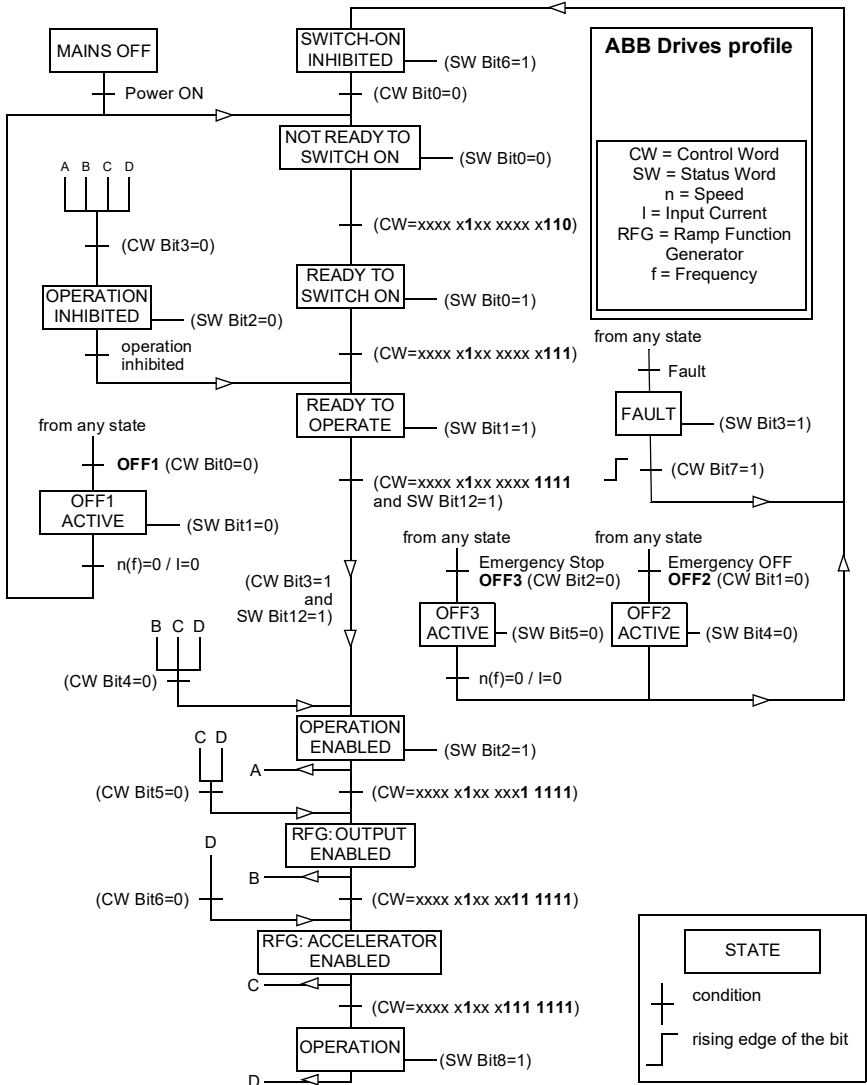 MAINS OFF
Power ON
SWITCH-ON
INHIBITED
(SW Bit6=1)
(CW Bit0=0)
NOT READY TO
SWITCH ON
(SW Bit0=0)
ABB Drives profile
CW = Control Word
SW = Status Word
n = Speed
I = Input Current
RFG = Ramp Function
Generator
f = Frequency
A B C D
(CW Bit3=0)
OPERATION
INHIBITED
(SW Bit2=0)
operation
inhibited
(CW=xxxx x1xx xxxx x110)
READY TO
SWITCH ON
(SW Bit0=1)
(CW=xxxx x1xx xxxx x111)
READY TO
OPERATE
(SW Bit1=1)
(CW=xxxx x1xx xxxx 1111
and SW Bit12=1)
from any state
Fault
FAULT
(SW Bit3=1)
(CW Bit7=1)
from any state
OFF1 (CW Bit0=0)
OFF1
ACTIVE
(SW Bit1=0)
n(f)=0 / I=0
(CW Bit3=1
and
SW Bit12=1)
from any state
Emergency Stop
OFF3 (CW Bit2=0)
OFF3
ACTIVE
(SW Bit5=0)
n(f)=0 / I=0
from any state
Emergency OFF
OFF2 (CW Bit1=0)
OFF2
ACTIVE
(SW Bit4=0)
B C D
(CW Bit4=0)
OPERATION
ENABLED
(SW Bit2=1)
A
C D
(CW Bit5=0)
(CW=xxxx x1xx xxx1 1111)
RFG: OUTPUT
ENABLED
D
B
(CW Bit6=0)
(CW=xxxx x1xx xx11 1111)
RFG: ACCELERATOR
ENABLED
C
(CW=xxxx x1xx x111 1111)
OPERATION
(SW Bit8=1)
D
STATE
condition
rising edge of the bit